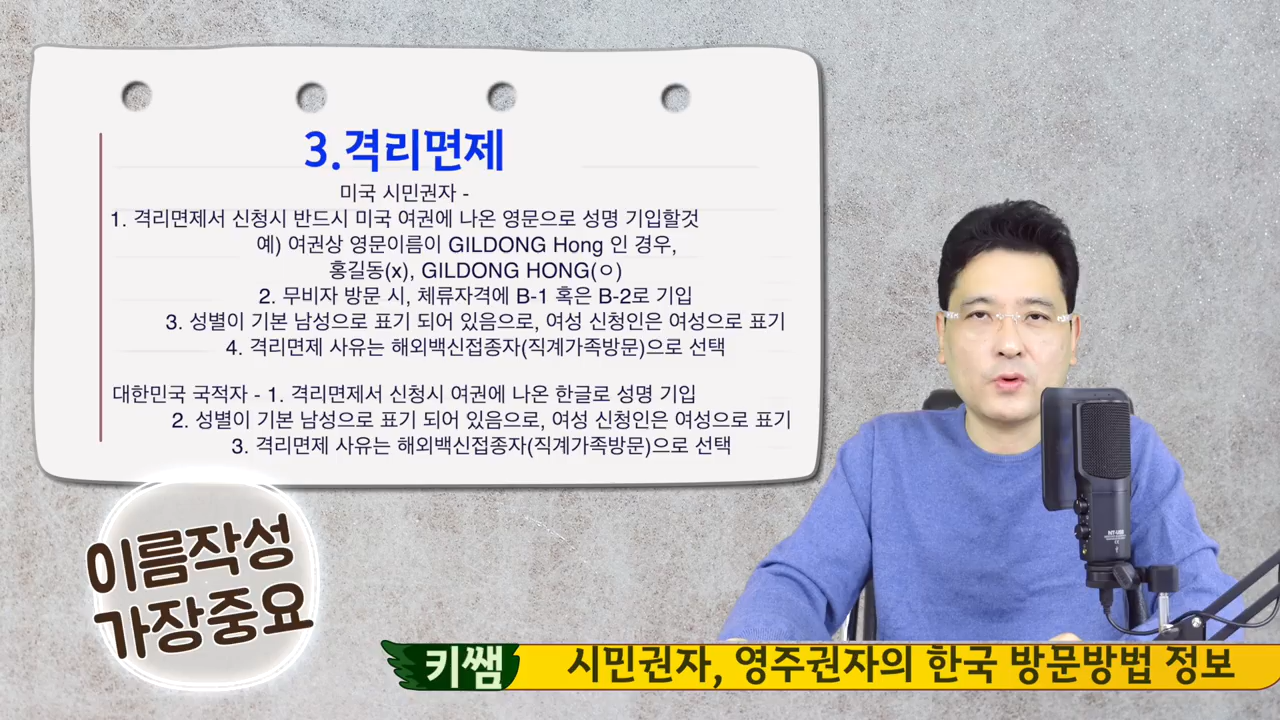 3.격리면제
미국 시민권자 -
1. 격리면제서 신청시 반드시 미국 여권에 나온 영문으로 성명 기입할것
예) 여권상 영문이름이 GILDONG Hong 인 경우,
홍길동(x), GILDONG HONG(ㅇ)
2. 무비자 방문 시, 체류자격에 B-1 혹은 B-2로 기입
3. 성별이 기본 남성으로 표기 되어 있음으로, 여성 신청인은 여성으로 표기
4. 격리면제 사유는 해외백신접종자(직계가족방문)으로 선택
대한민국 국적자 - 1. 격리면제서 신청시 여권에 나온 한글로 성명 기입
2. 성별이 기본 남성으로 표기 되어 있음으로, 여성 신청인은 여성으로 표기
3. 격리면제 사유는 해외백신접종자(직계가족방문)으로 선택
이름작성
가장중요
키쌤
시민권자, 영주권자의 한국 방문방법 정보